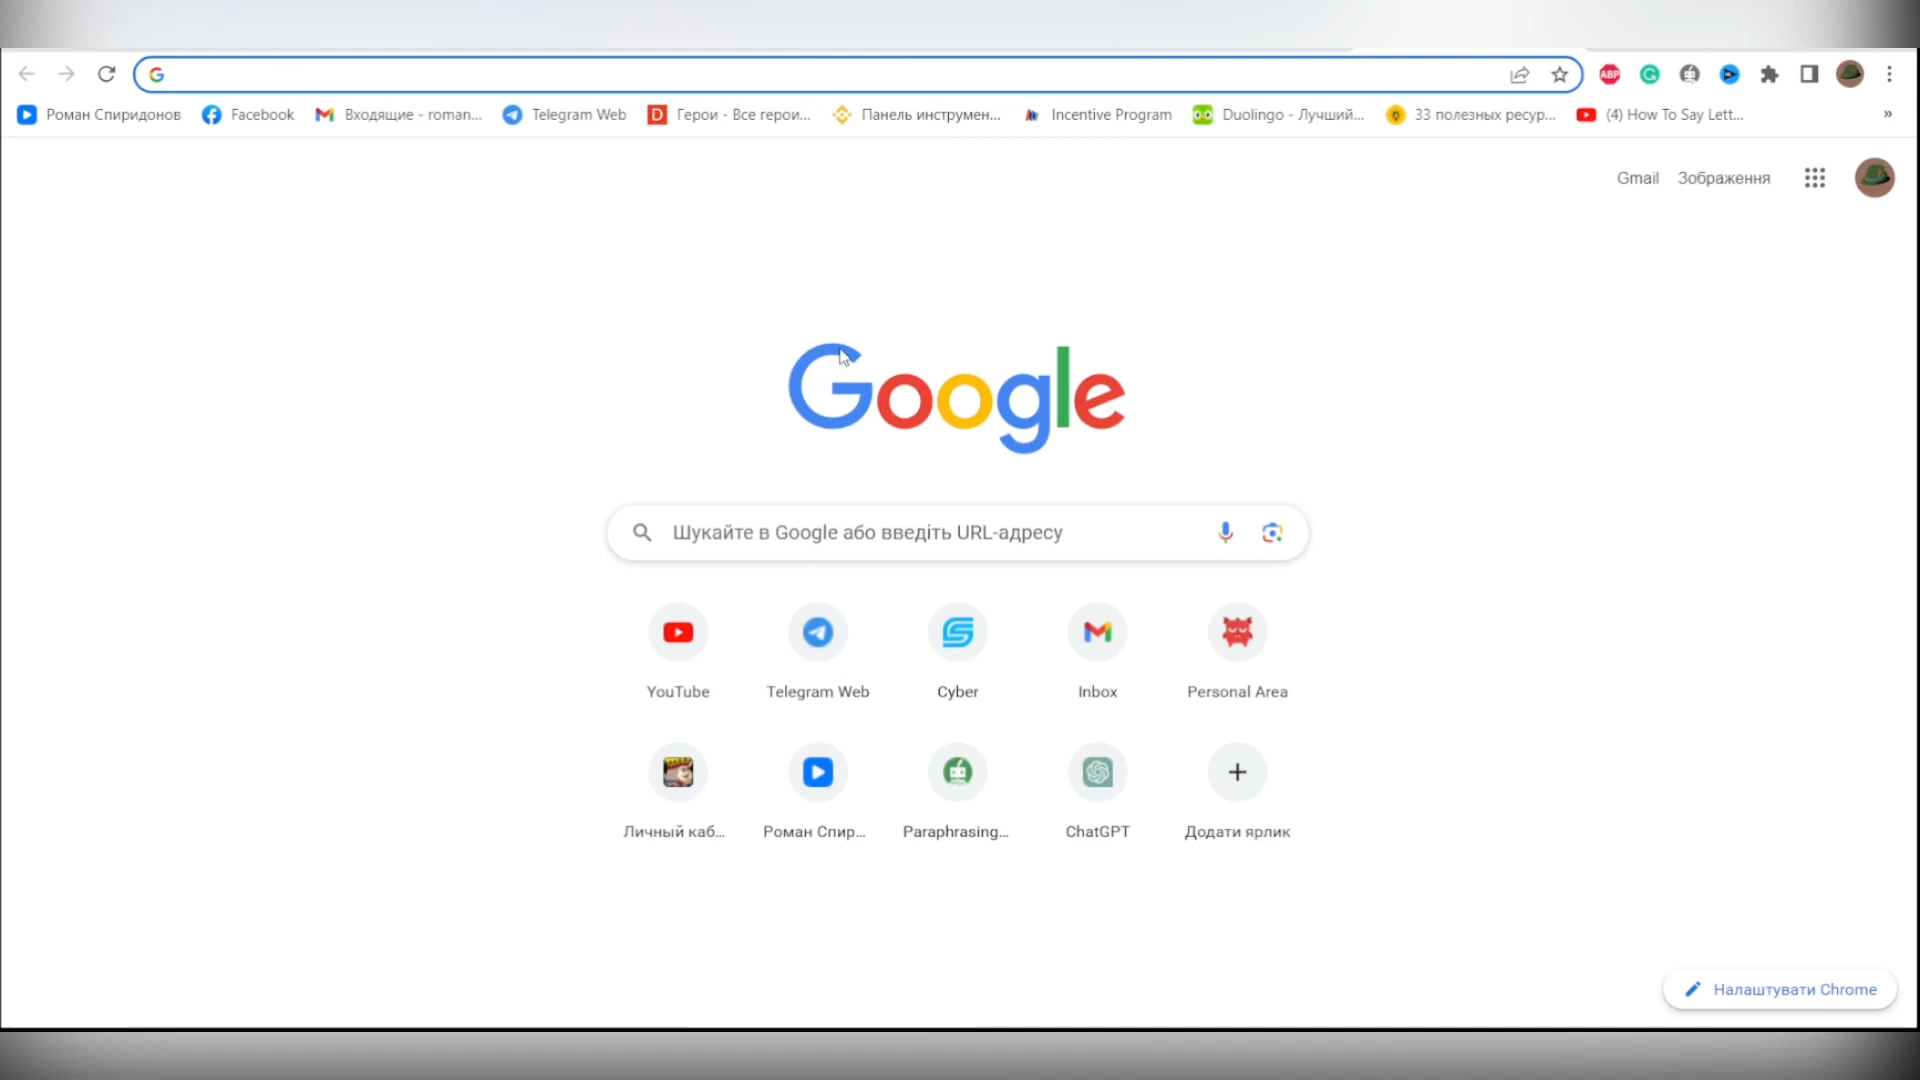 Роман Спиридонов Facebook Входящие - roman... Telegram Web Герои - Все герои... Панель инструмен... Incentive Program Duolingo - Лучший... 33 полезных ресур... (4) How To Say Lett... »
ABP
Gmail Зображення
Google
Шукайте в Google або введіть URL-адресу
YouTube Telegram Web Cyber Inbox Personal Area
Личный каб... Роман Спир... Paraphrasing... ChatGPT Додати ярлик
Налаштувати Chrome